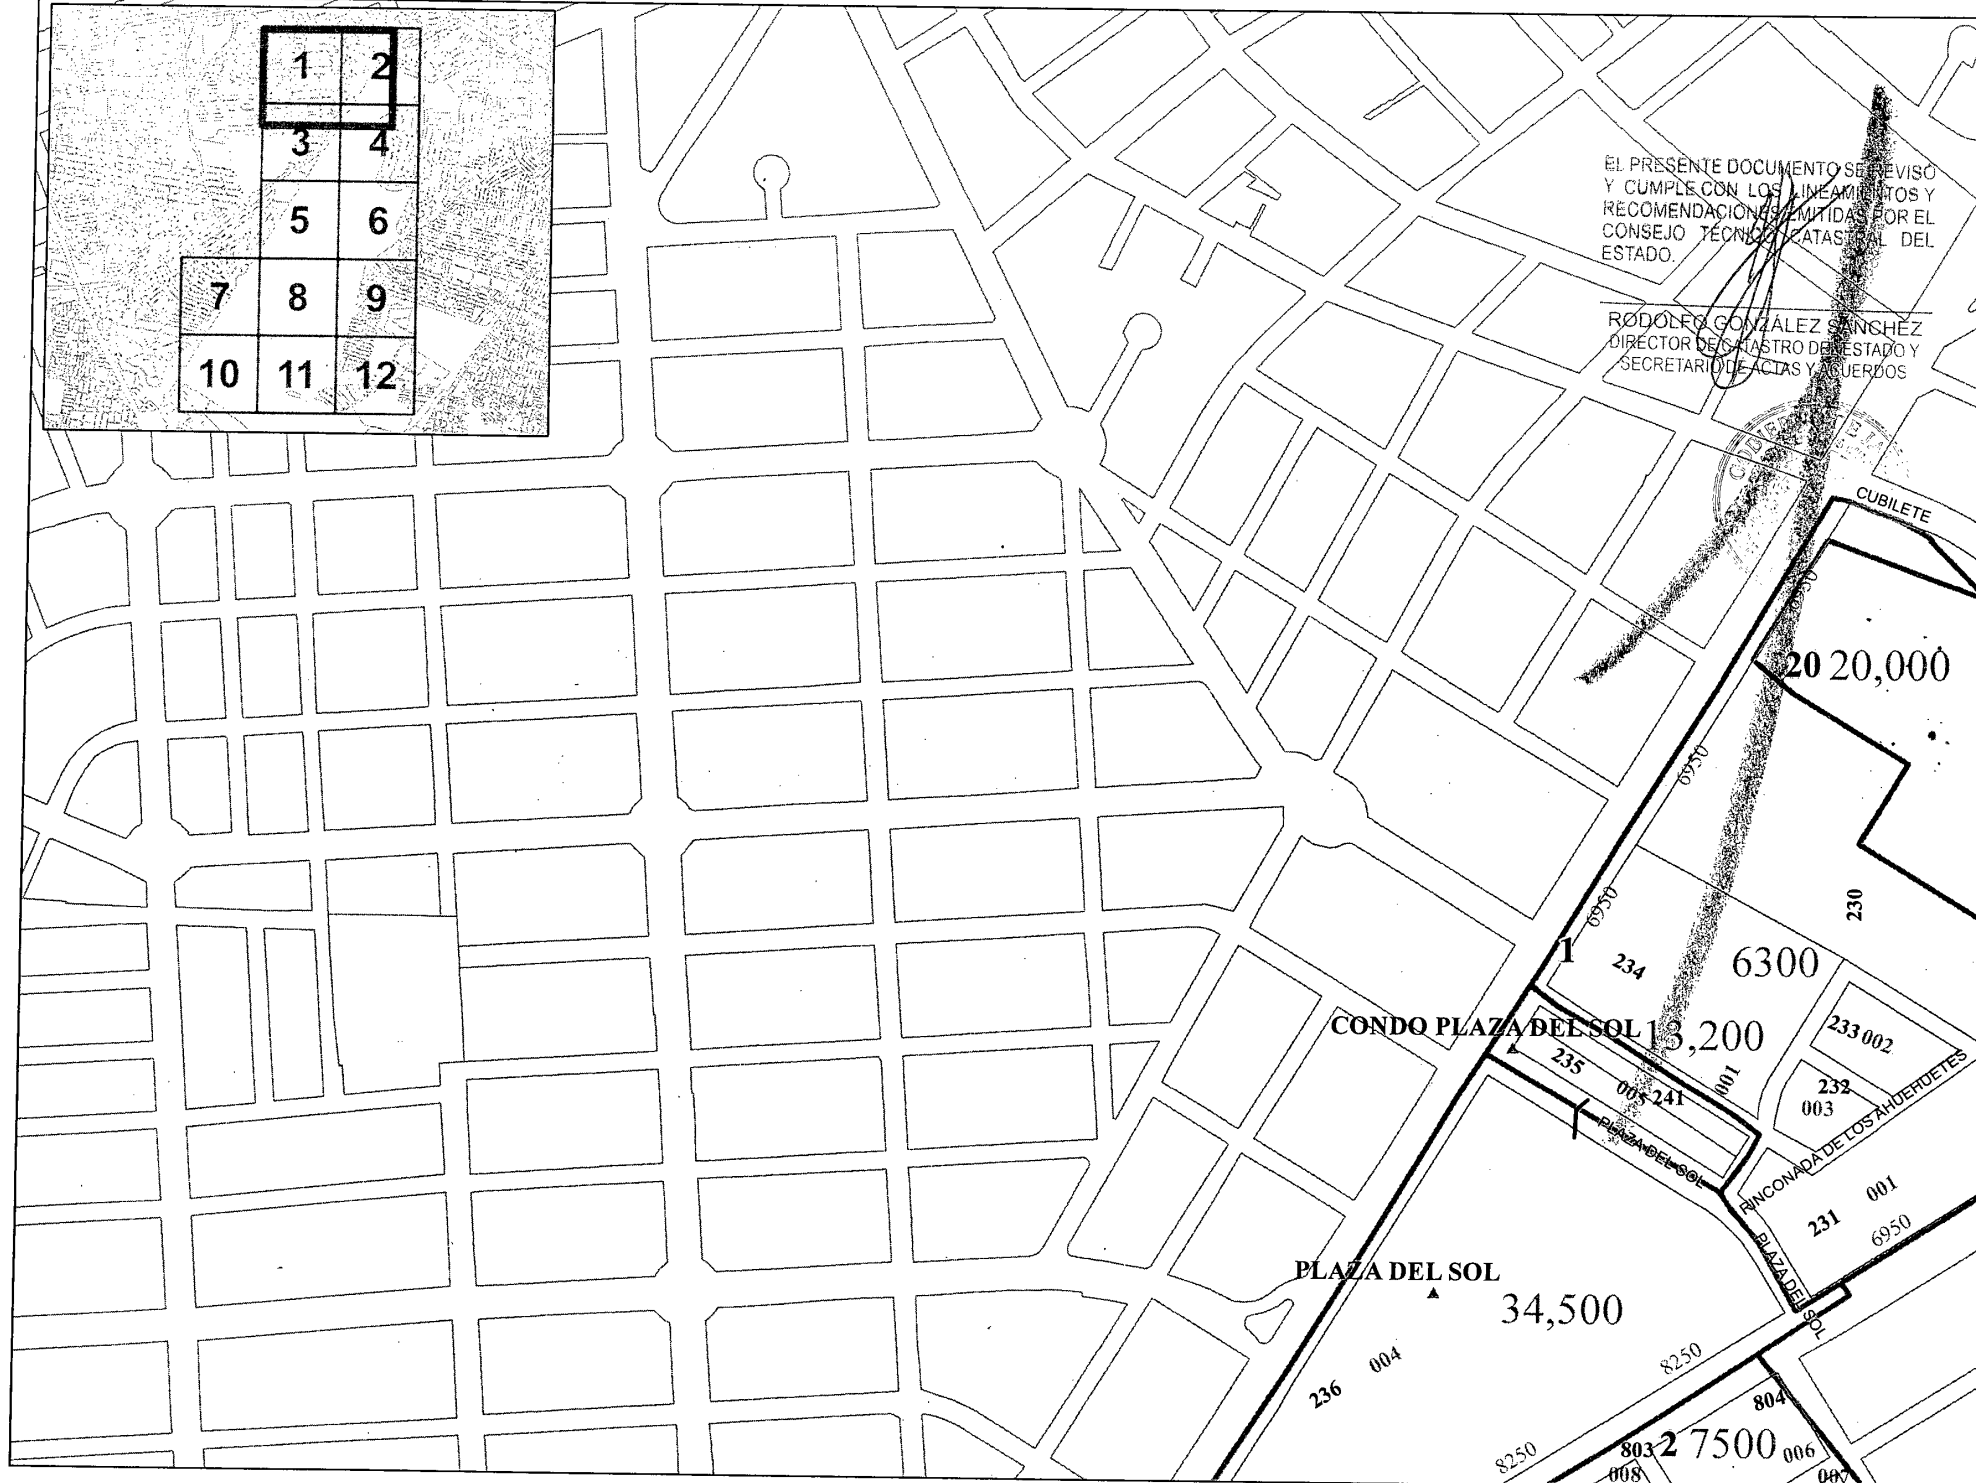 1 2
3 4
5 6
7 8 9
10 11 12
EL PRESENTE DOCUMENTO SE REVISÓ
Y CUMPLE CON LOS LINEAMIENTOS Y
RECOMENDACIONES EMITIDAS POR EL
CONSEJO TÉCNICO CATASTRAL DEL
ESTADO.
RODOLFO GONZÁLEZ SÁNCHEZ
DIRECTOR DE CATASTRO DEL ESTADO Y
SECRETARIO DE ACTAS Y ACUERDOS
CUBILETE
6950
20 20,000
6950
6950
230
1
234
6300
CONDO PLAZA DEL SOL 13,200
233 002
235
005 241
001
232
003
PLAZA DEL SOL
RINCONADA DE LOS AHUEHUETES
001
231
6950
PLAZA DEL SOL
PLAZA DEL SOL
34,500
004
236
8250
804
8250
803 2 7500 006
008
007